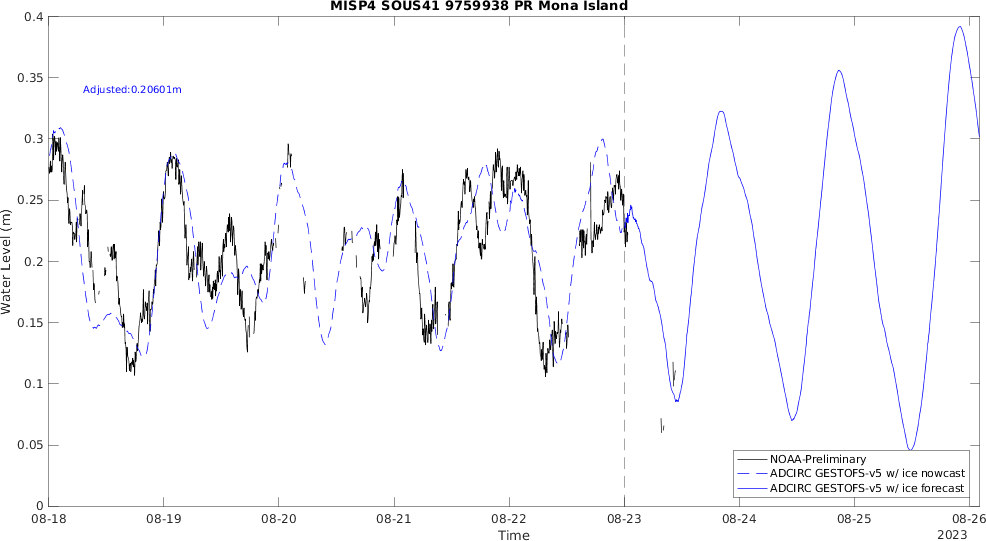 MISP4 SOUS41 9759938 PR Mona Island
0.4
0.35
0.3
0.25
0.2
0.15
0.1
0.05
0
Water Level (m)
Adjusted:0.20601m
NOAA-Preliminary
ADCIRC GESTOFS-v5 w/ ice nowcast
ADCIRC GESTOFS-v5 w/ ice forecast
08-18 08-19 08-20 08-21 08-22 08-23 08-24 08-25 08-26
Time
2023